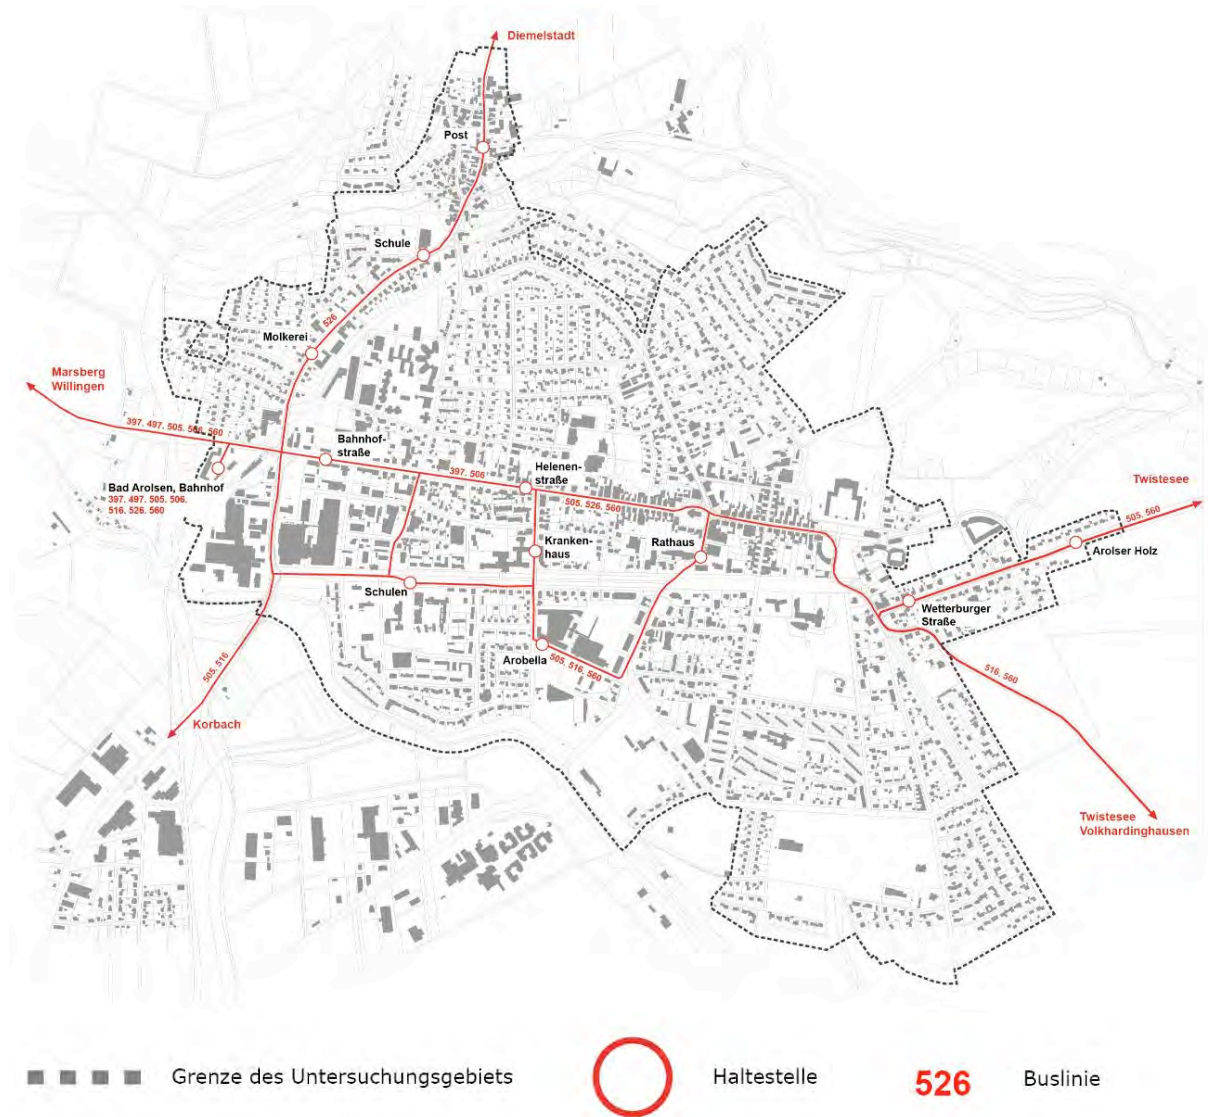 Diemelstadt
Post
Schule
526
Molkerei
Marsberg
Willingen
397. 497. 505. 506. 560
Bahnhof-
straße
397. 506
Helenen-
straße
Bad Arolsen, Bahnhof
397. 497. 505. 506.
516. 526. 560
505. 526. 560
Twistesee
505. 560
Kranken-
haus
Rathaus
Arolser Holz
Schulen
Wetterburger
Straße
Arobella
505. 516. 560
505. 516
516. 560
Korbach
Twistesee
Volkhardinghausen
Grenze des Untersuchungsgebiets
Haltestelle
526
Buslinie